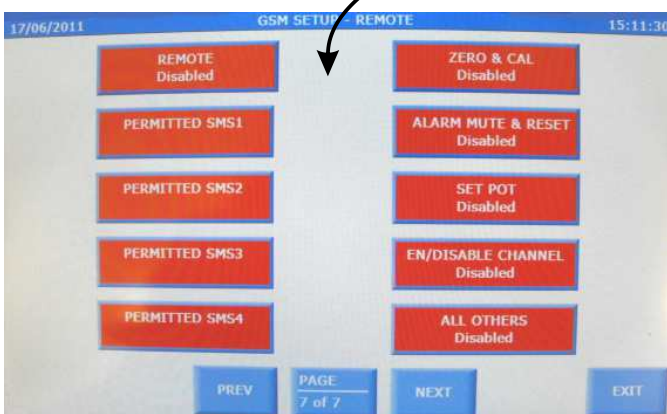 17/06/2011 GSM SETUP - REMOTE 15:11:30
REMOTE
Disabled
ZERO & CAL
Disabled
PERMITTED SMS1
ALARM MUTE & RESET
Disabled
PERMITTED SMS2
SET POT
Disabled
PERMITTED SMS3
EN/DISABLE CHANNEL
Disabled
PERMITTED SMS4
ALL OTHERS
Disabled
PREV
PAGE
7 of 7
NEXT
EXIT